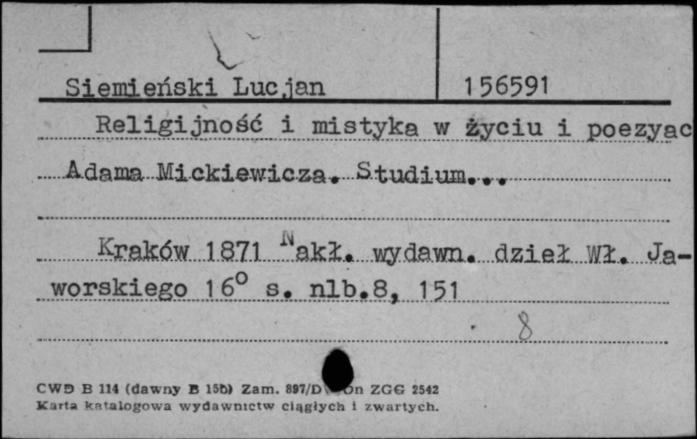 Siemieński Lucjan
156591
Religijność i mistyka w życiu i poezyac
Adama Mickiewicza. Studium...
Kraków 1871 Nakł. wydawn. dzieł Wł. Ja-
worskiego 16° s. nlb.8, 151
8
CWD B 114 (dawny B 15b) Zam. 897/D ZGG 2542
Karta katalogowa wydawnictw ciągłych i zwartych.